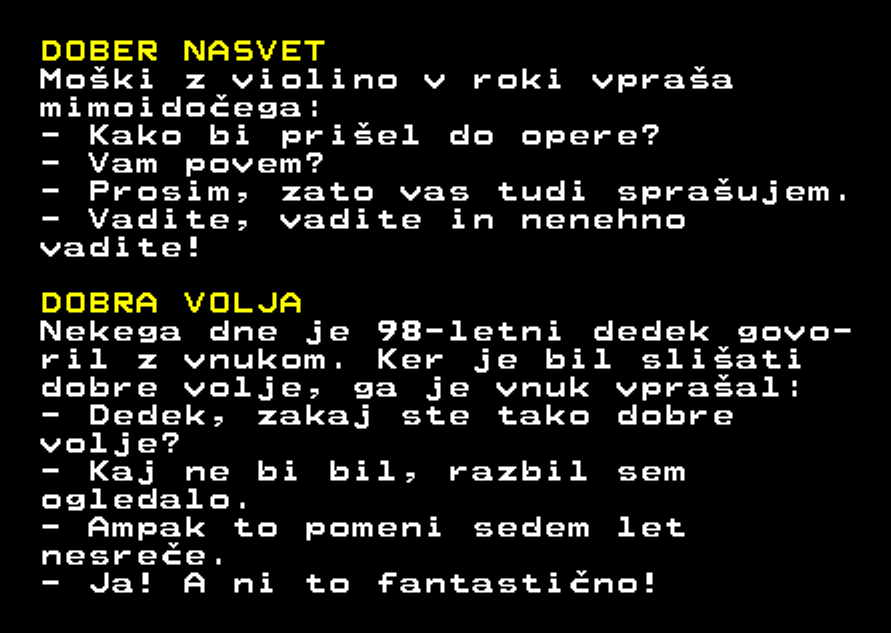 DOBER NASVET
Moški z violino v roki vpraša
mimoidočega:
- Kako bi prišel do opere?
- Vam povem?
- Prosim, zato vas tudi sprašujem.
- Vadite, vadite in nenehno
vadite!
DOBRA VOLJA
Nekega dne je 98-letni dedek govo-
ril z vnukom. Ker je bil slišati
dobre volje, ga je vnuk vprašal:
- Dedek, zakaj ste tako dobre
volje?
- Kaj ne bi bil, razbil sem
ogledalo.
- Ampak to pomeni sedem let
nesreče.
- Ja! A ni to fantastično!